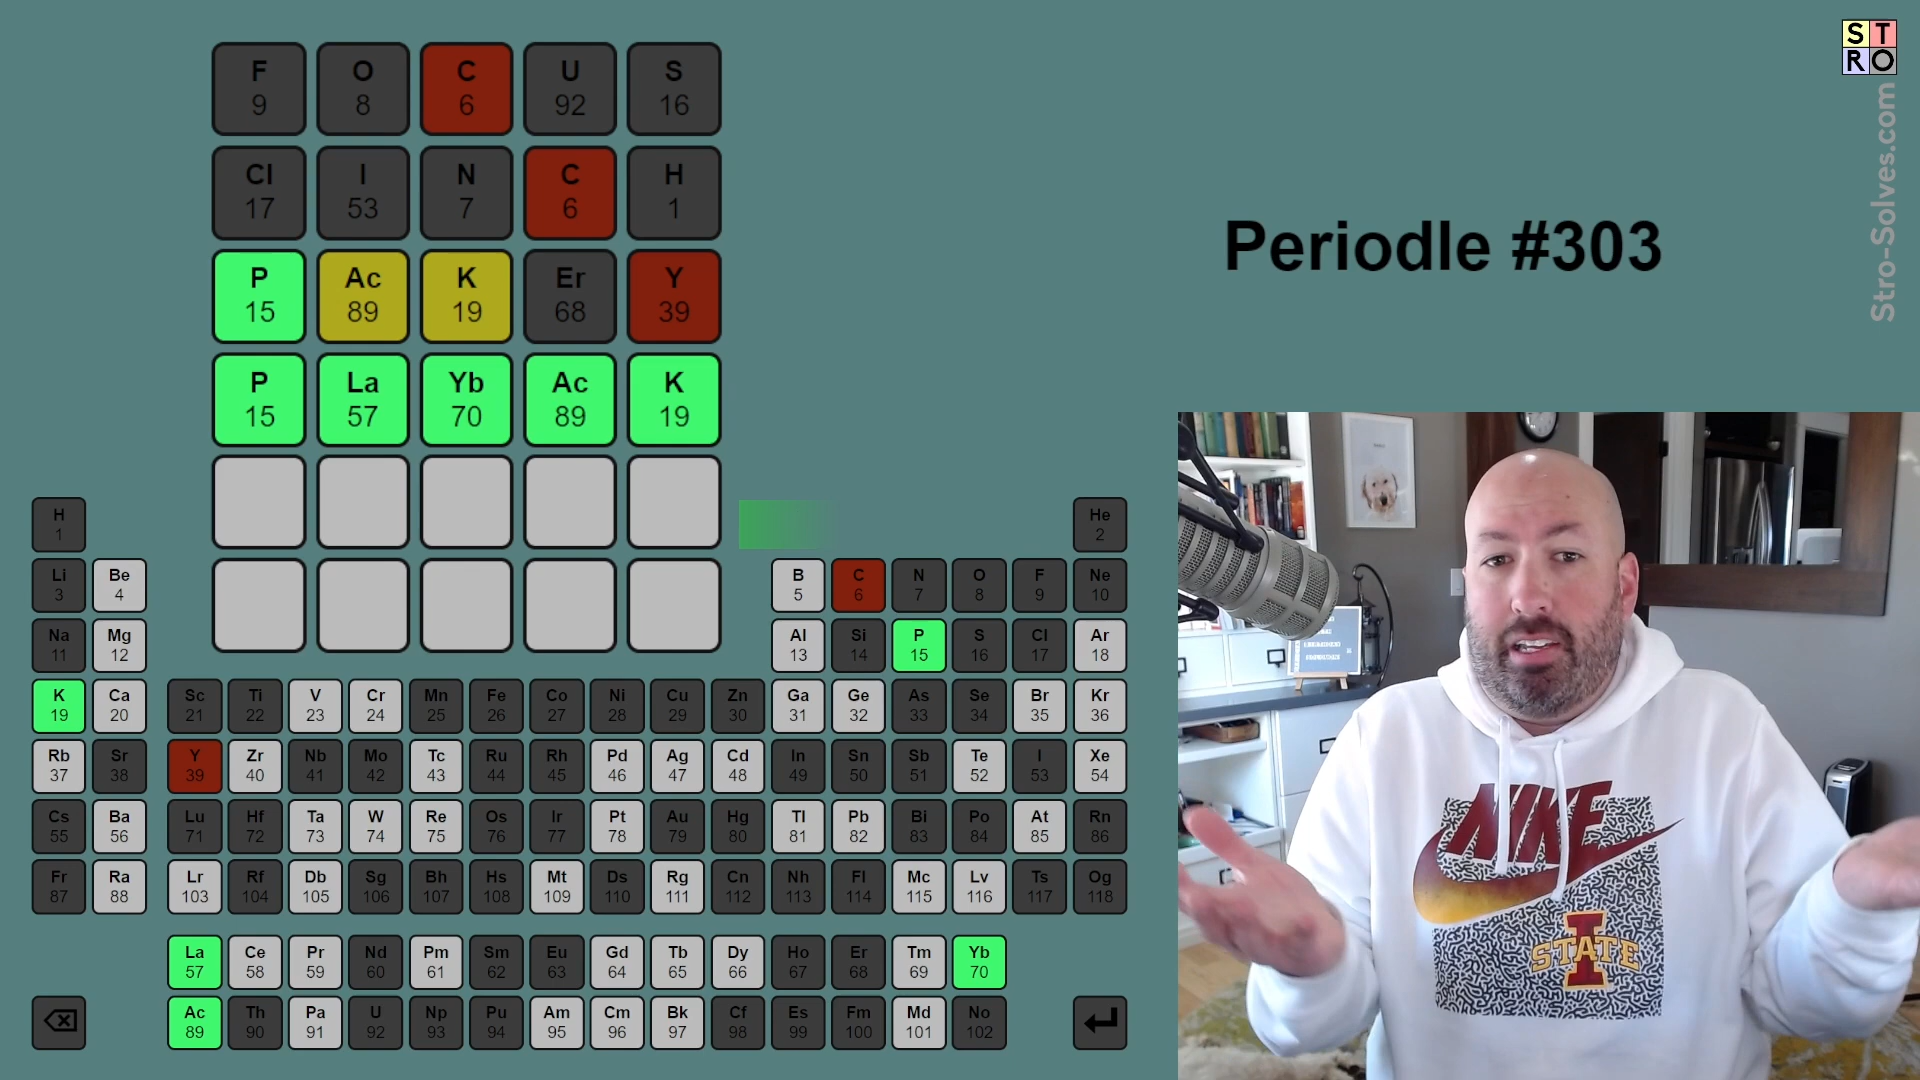 F O C U S
9 8 6 92 16
Cl I N C H
17 53 7 6 1
P Ac K Er Y
15 89 19 68 39
P La Yb Ac K
15 57 70 89 19
Periodle #303
S T
R O
Stro-Solves.com
H He
1 2
Li Be B C N O F Ne
3 4 5 6 7 8 9 10
Na Mg Al Si P S Cl Ar
11 12 13 14 15 16 17 18
K Ca Sc Ti V Cr Mn Fe Co Ni Cu Zn Ga Ge As Se Br Kr
19 20 21 22 23 24 25 26 27 28 29 30 31 32 33 34 35 36
Rb Sr Y Zr Nb Mo Tc Ru Rh Pd Ag Cd In Sn Sb Te I Xe
37 38 39 40 41 42 43 44 45 46 47 48 49 50 51 52 53 54
Cs Ba Lu Hf Ta W Re Os Ir Pt Au Hg Tl Pb Bi Po At Rn
55 56 71 72 73 74 75 76 77 78 79 80 81 82 83 84 85 86
Fr Ra Lr Rf Db Sg Bh Hs Mt Ds Rg Cn Nh Fl Mc Lv Ts Og
87 88 103 104 105 106 107 108 109 110 111 112 113 114 115 116 117 118
La Ce Pr Nd Pm Sm Eu Gd Tb Dy Ho Er Tm Yb
57 58 59 60 61 62 63 64 65 66 67 68 69 70
Ac Th Pa U Np Pu Am Cm Bk Cf Es Fm Md No
89 90 91 92 93 94 95 96 97 98 99 100 101 102
NIKE
I
STATE